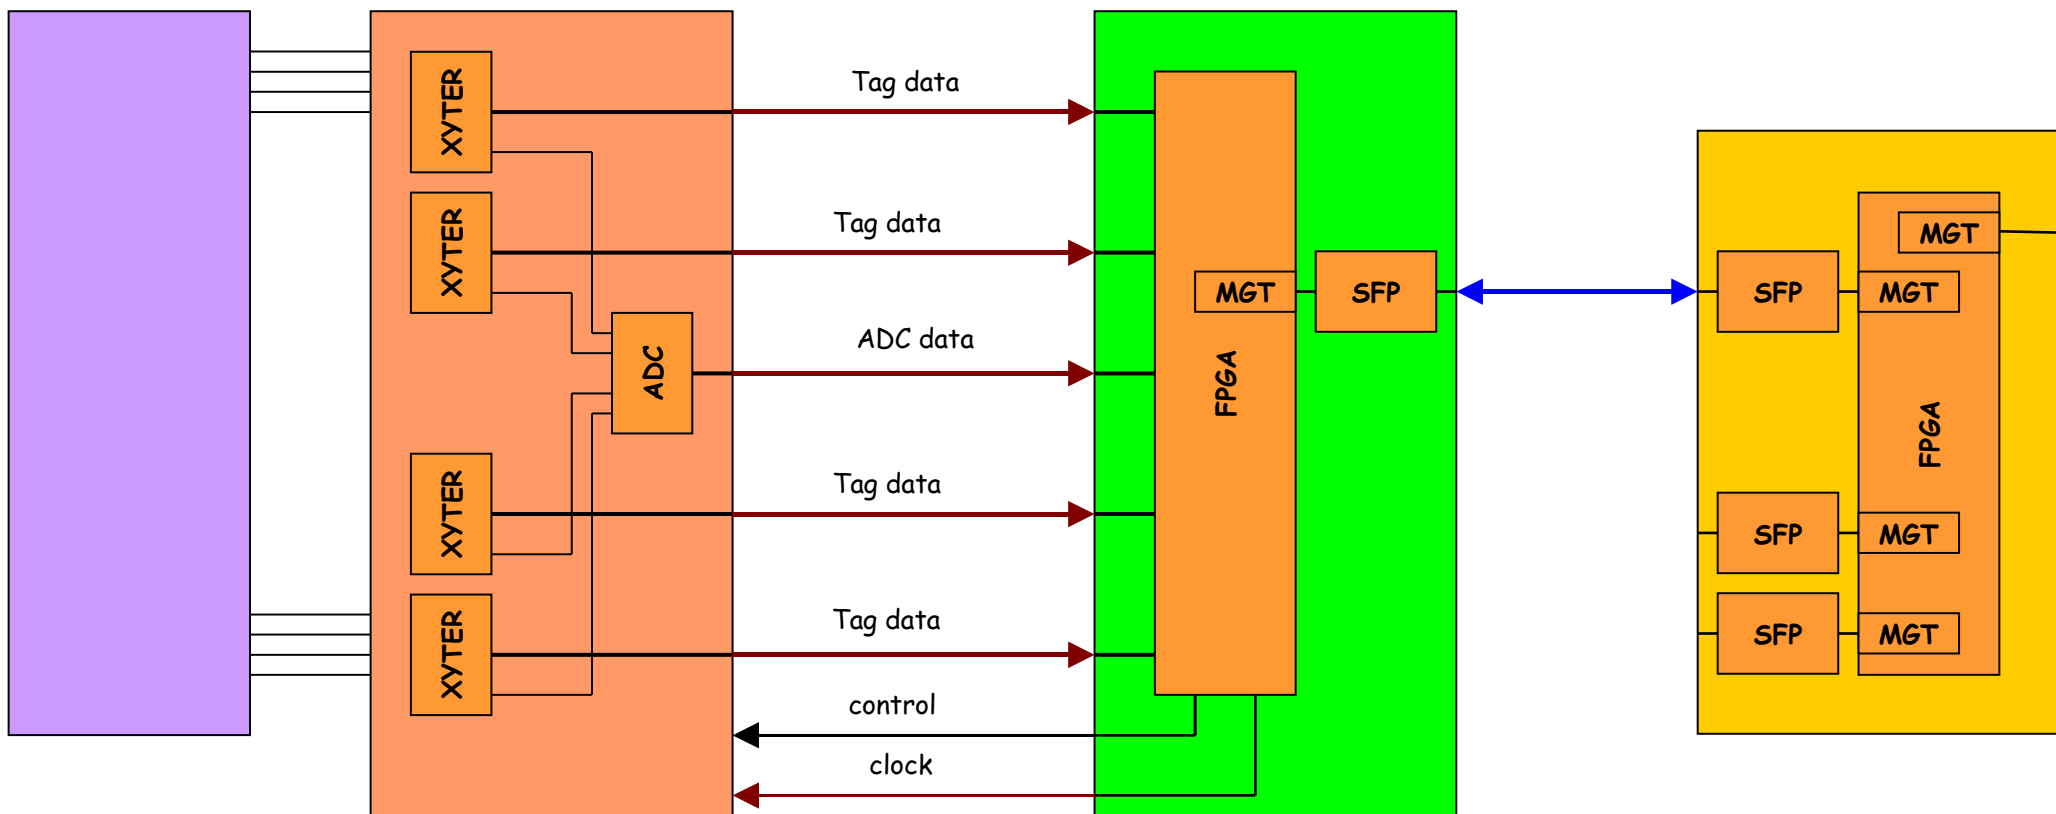 XYTER
Tag data
XYTER
Tag data
ADC data
ADC
XYTER
Tag data
XYTER
Tag data
control
clock
MGT
SFP
FPGA
MGT
SFP
MGT
FPGA
SFP
MGT
SFP
MGT